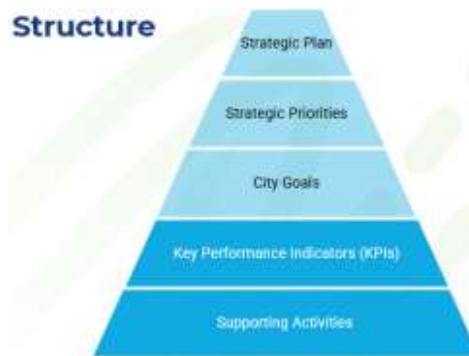 Structure
Strategic Plan
Strategic Priorities
City Goals
Key Performance Indicators (KPIs)
Supporting Activities